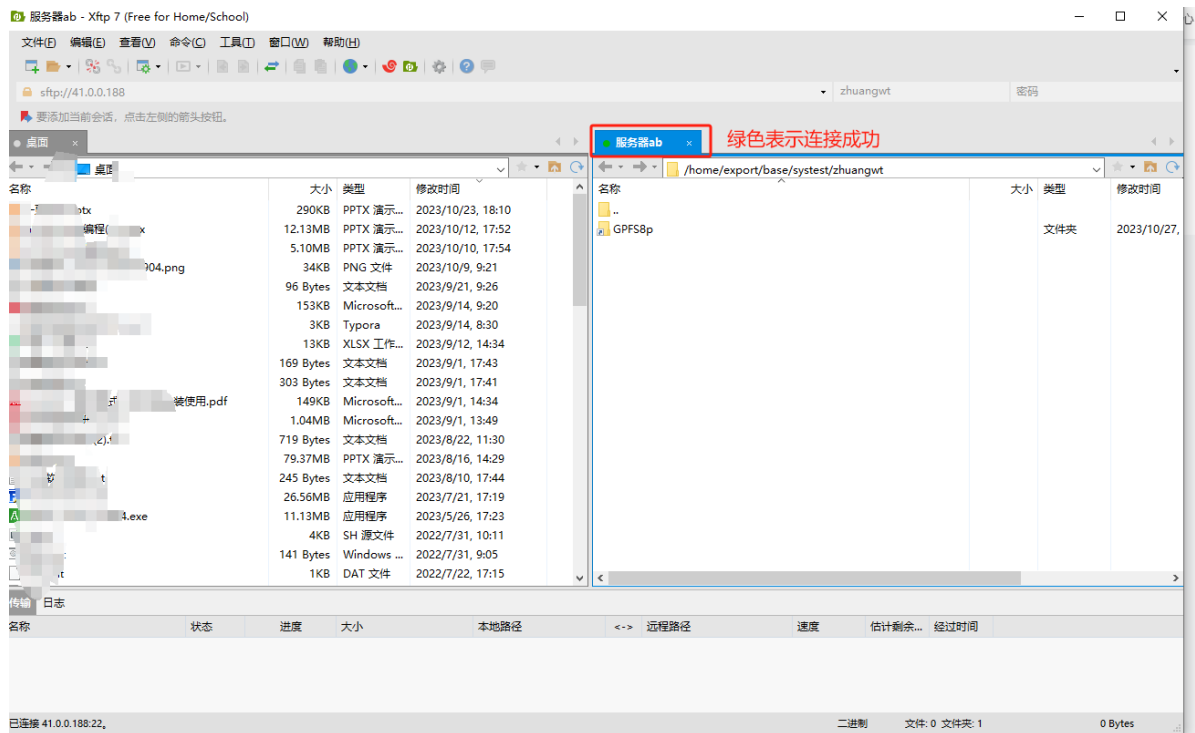 服务器ab - Xftp 7 (Free for Home/School)
文件(F) 编辑(E) 查看(V) 命令(C) 工具(T) 窗口(W) 帮助(H)
sftp://41.0.0.188 zhuangwt 密码
要添加当前会话，点击左侧的箭头按钮。
桌面 × 服务器ab × 绿色表示连接成功
桌面 /home/export/base/systest/zhuangwt
名称 大小 类型 修改时间 名称 大小 类型 修改时间
290KB PPTX 演示... 2023/10/23, 18:10 ..
编程( 12.13MB PPTX 演示... 2023/10/12, 17:52 GPFS8p 文件夹 2023/10/27,
5.10MB PPTX 演示... 2023/10/10, 17:54
904.png 34KB PNG 文件 2023/10/9, 9:21
96 Bytes 文本文档 2023/9/21, 9:26
153KB Microsoft... 2023/9/14, 9:20
3KB Typora 2023/9/14, 8:30
13KB XLSX 工作... 2023/9/12, 14:34
169 Bytes 文本文档 2023/9/1, 17:43
303 Bytes 文本文档 2023/9/1, 17:41
装使用.pdf 149KB Microsoft... 2023/9/1, 14:34
1.04MB Microsoft... 2023/9/1, 13:49
719 Bytes 文本文档 2023/8/22, 11:30
79.37MB PPTX 演示... 2023/8/16, 14:29
245 Bytes 文本文档 2023/8/10, 17:44
26.56MB 应用程序 2023/7/21, 17:19
4.exe 11.13MB 应用程序 2023/5/26, 17:23
4KB SH 源文件 2022/7/31, 10:11
141 Bytes Windows ... 2022/7/31, 9:05
1KB DAT 文件 2022/7/22, 17:15
传输 日志
名称 状态 进度 大小 本地路径 <-> 远程路径 速度 估计剩余... 经过时间
已连接 41.0.0.188:22。 二进制 文件: 0 文件夹: 1 0 Bytes